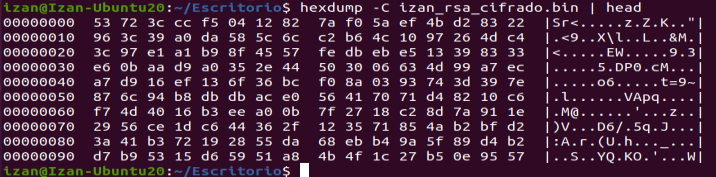 izan@Izan-Ubuntu20:~/Escritorio$ hexdump -C izan_rsa_cifrado.bin | head
00000000  53 72 3c cc f5 04 12 82  7a f0 5a ef 4b d2 83 22  |Sr<.....z.Z.K.."|
00000010  96 3c 39 a0 da 58 5c 6c  c2 b6 4c 10 97 26 4d c4  |.<9..X\l..L..&M.|
00000020  3c 97 e1 a1 b9 8f 45 57  fe db eb e5 13 39 83 33  |<.....EW.....9.3|
00000030  e6 0b aa d9 a0 35 2e 44  50 30 06 63 4d 99 a7 ec  |.....5.DP0.cM...|
00000040  a7 d9 16 ef 13 6f 36 bc  f0 8a 03 93 74 3d 39 7e  |.....o6.....t=9~|
00000050  87 6c 94 b8 db db ac e0  56 41 70 71 d4 82 10 c6  |.l......VApq....|
00000060  f7 4d 40 16 b3 ee a0 0b  7f 27 18 c2 8d 7a 91 1e  |.M@......'...z..|
00000070  29 56 ce 1d c6 44 36 2f  12 35 71 85 4a b2 bf d2  |)V...D6/.5q.J...|
00000080  3a 41 b3 72 19 28 55 da  68 eb b4 9a 5f 89 d4 b2  |:A.r.(U.h..._...|
00000090  d7 b9 53 15 d6 59 51 a8  4b 4f 1c 27 b5 0e 95 57  |..S..YQ.KO.'...W|
izan@Izan-Ubuntu20:~/Escritorio$